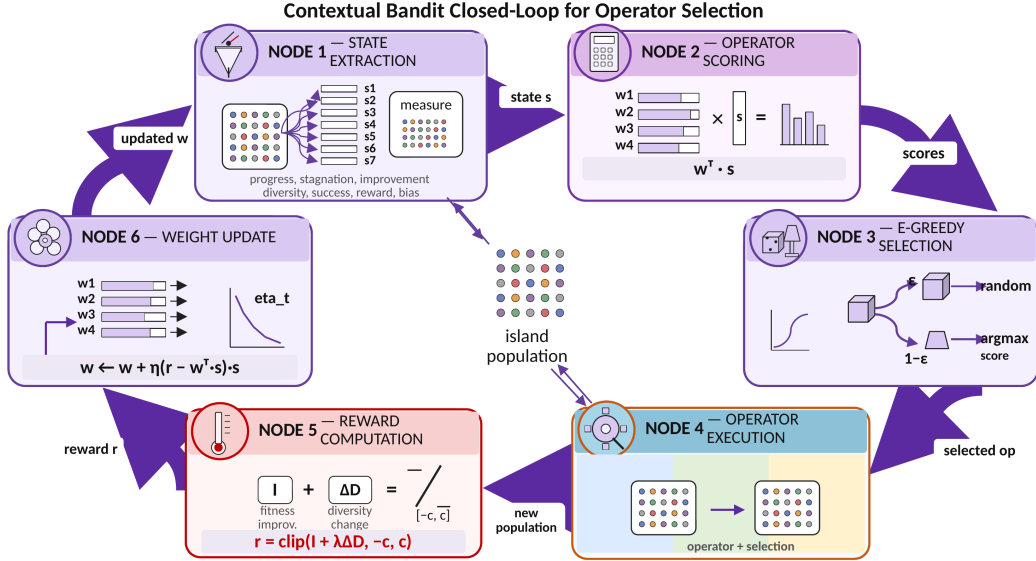 Contextual Bandit Closed-Loop for Operator Selection
NODE 1 — STATE
EXTRACTION
s1
s2
s3
s4
s5
s6
s7
measure
progress, stagnation, improvement
diversity, success, reward, bias
state s
NODE 2 — OPERATOR
SCORING
w1
w2
w3
w4
× s =
wᵀ · s
scores
NODE 3 — E-GREEDY
SELECTION
ε
random
argmax
score
1−ε
selected op
NODE 4 — OPERATOR
EXECUTION
operator + selection
new
population
NODE 5 — REWARD
COMPUTATION
I + ΔD =
fitness
improv.
diversity
change
[−c, c]
r = clip(I + λΔD, −c, c)
reward r
NODE 6 — WEIGHT UPDATE
w1
w2
w3
w4
eta_t
w ← w + η(r − wᵀ·s)·s
updated w
island
population